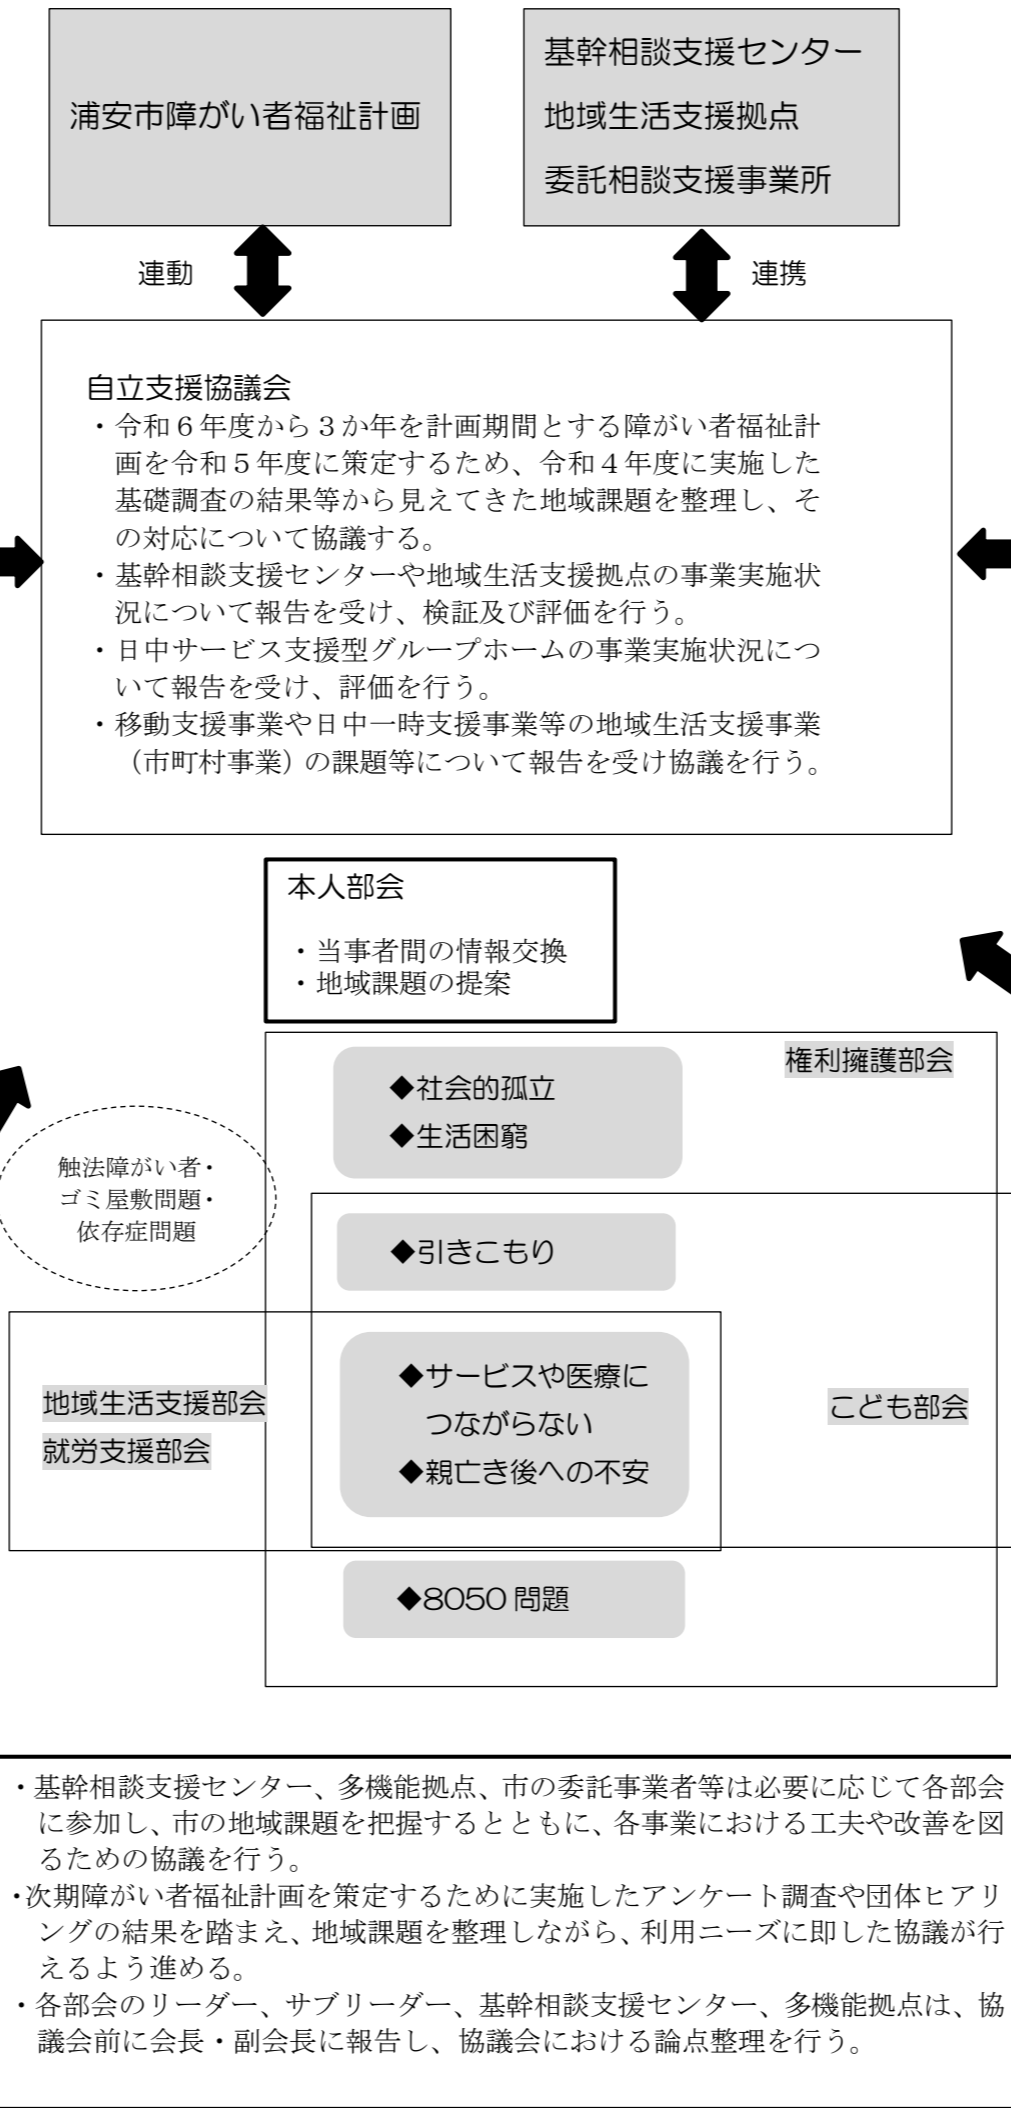 浦安市障がい者福祉計画
基幹相談支援センター
地域生活支援拠点
委託相談支援事業所
連動
連携
自立支援協議会
・令和６年度から３か年を計画期間とする障がい者福祉計
画を令和５年度に策定するため、令和４年度に実施した
基礎調査の結果等から見えてきた地域課題を整理し、そ
の対応について協議する。
・基幹相談支援センターや地域生活支援拠点の事業実施状
況について報告を受け、検証及び評価を行う。
・日中サービス支援型グループホームの事業実施状況につ
いて報告を受け、評価を行う。
・移動支援事業や日中一時支援事業等の地域生活支援事業
（市町村事業）の課題等について報告を受け協議を行う。
本人部会
・当事者間の情報交換
・地域課題の提案
権利擁護部会
◆社会的孤立
◆生活困窮
触法障がい者・
ゴミ屋敷問題・
依存症問題
◆引きこもり
地域生活支援部会
就労支援部会
◆サービスや医療に
つながらない
◆親亡き後への不安
こども部会
◆8050問題
・基幹相談支援センター、多機能拠点、市の委託事業者等は必要に応じて各部会
に参加し、市の地域課題を把握するとともに、各事業における工夫や改善を図
るための協議を行う。
・次期障がい者福祉計画を策定するために実施したアンケート調査や団体ヒアリ
ングの結果を踏まえ、地域課題を整理しながら、利用ニーズに即した協議が行
えるよう進める。
・各部会のリーダー、サブリーダー、基幹相談支援センター、多機能拠点は、協
議会前に会長・副会長に報告し、協議会における論点整理を行う。